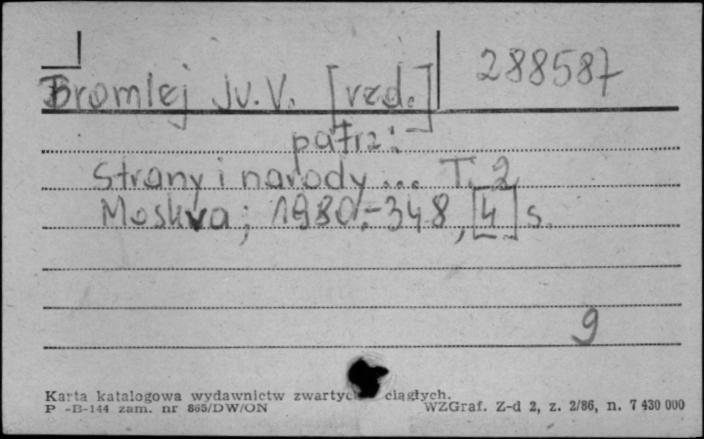 288587
Bromlej Ju. V. [red.]
patrz:
Strany i narody... T. 2
Moskva; 1980.- 348, [4] s.
9
Karta katalogowa wydawnictw zwartych ciągłych.
P -B-144 zam. nr 865/DW/ON WZGraf. Z-d 2, z. 2/86, n. 7 430 000